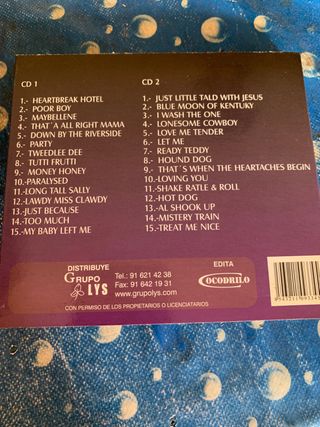 CD 1
1.- HEARTBREAK HOTEL
2.- POOR BOY
3.- MAYBELLENE
4.- THAT´A ALL RIGHT MAMA
5.- DOWN BY THE RIVERSIDE
6.- PARTY
7.- TWEEDLEE DEE
8.- TUTTI FRUTTI
9.- MONEY HONEY
10.-PARALYSED
11.-LONG TALL SALLY
12.-LAWDY MISS CLAWDY
13.-JUST BECAUSE
14.-TOO MUCH
15.-MY BABY LEFT ME
CD 2
1.- JUST LITTLE TALD WITH JESUS
2.- BLUE MOON OF KENTUKY
3.- I WASH THE ONE
4.- LONESOME COWBOY
5.- LOVE ME TENDER
6.- LET ME
7.- READY TEDDY
8.- HOUND DOG
9.- THAT´S WHEN THE HEARTACHES BEGIN
10.-LOVING YOU
11.-SHAKE RATLE & ROLL
12.-HOT DOG
13.-AL SHOOK UP
14.-MISTERY TRAIN
15.-TREAT ME NICE
DISTRIBUYE
GRUPO
LYS
Tel.: 91 621 42 38
Fax: 91 642 19 31
www.grupolys.com
EDITA
COCODRILO
CON PERMISO DE LOS PROPIETARIOS O LICENCIATARIOS